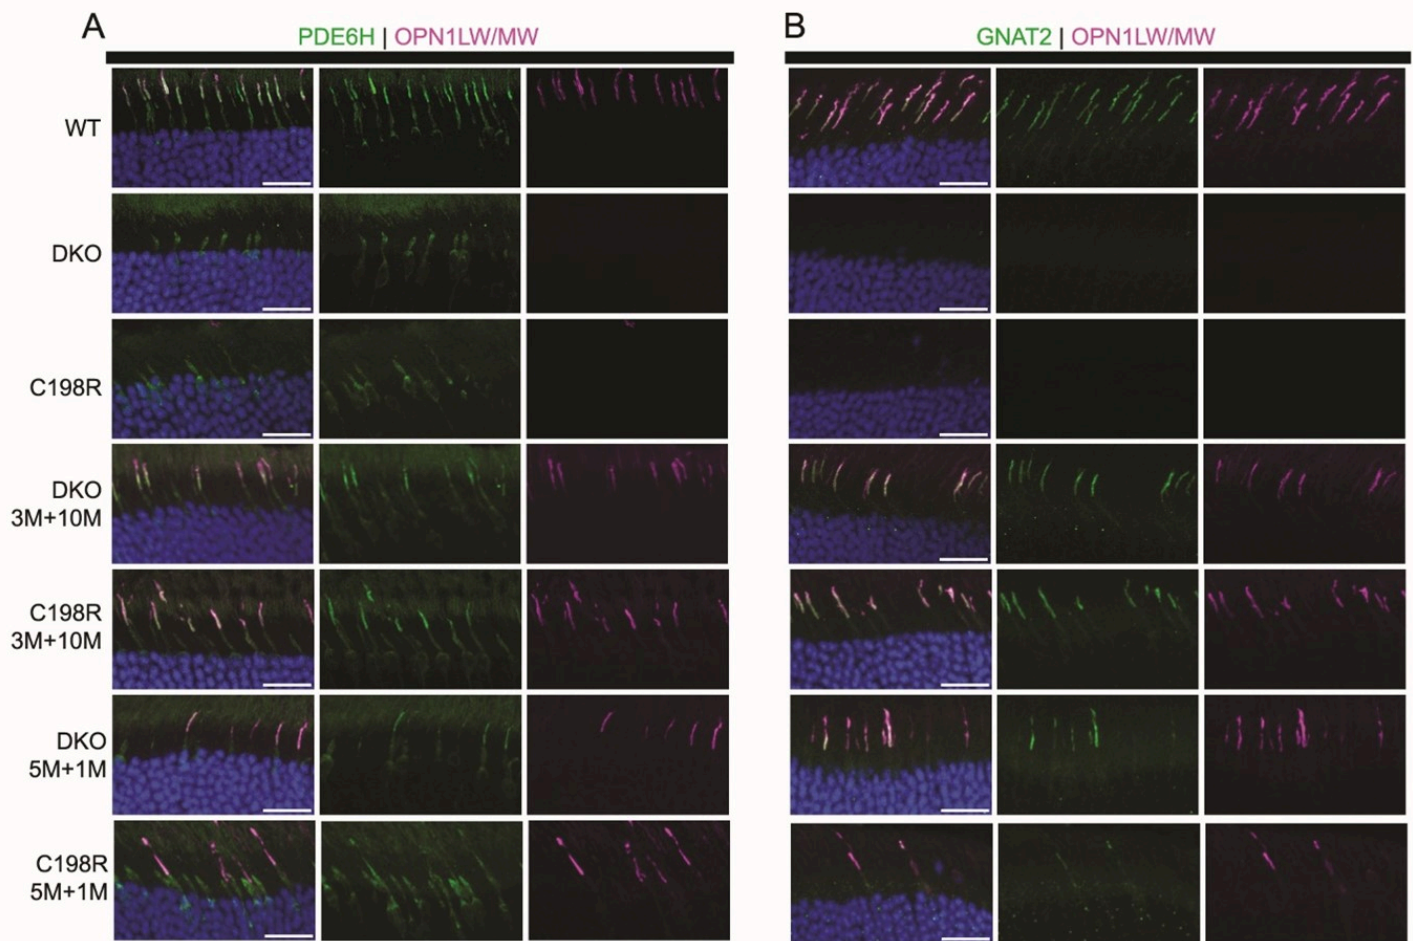 A
PDE6H | OPN1LW/MW
B
GNAT2 | OPN1LW/MW
WT
DKO
C198R
DKO
3M+10M
C198R
3M+10M
DKO
5M+1M
C198R
5M+1M